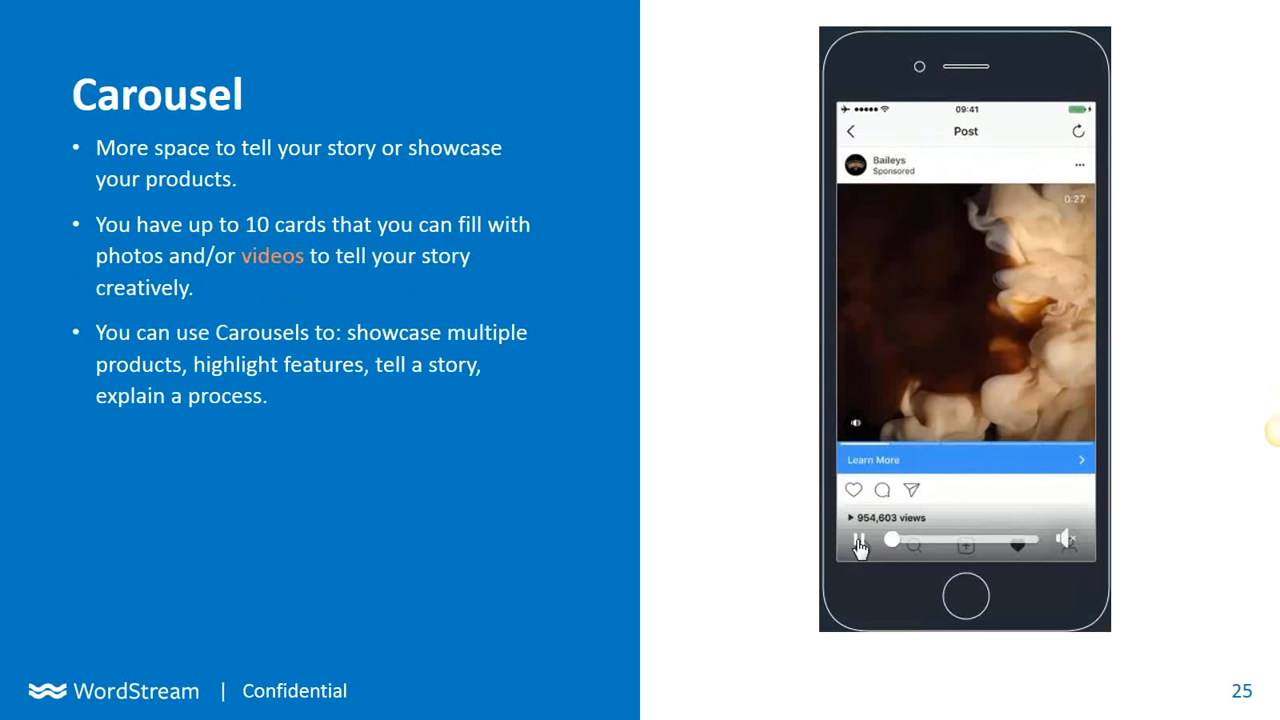 Carousel
• More space to tell your story or showcase
your products.
• You have up to 10 cards that you can fill with
photos and/or videos to tell your story
creatively.
• You can use Carousels to: showcase multiple
products, highlight features, tell a story,
explain a process.
WordStream | Confidential
09:41
Post
Baileys
Sponsored
0:27
Learn More
954,603 views
25